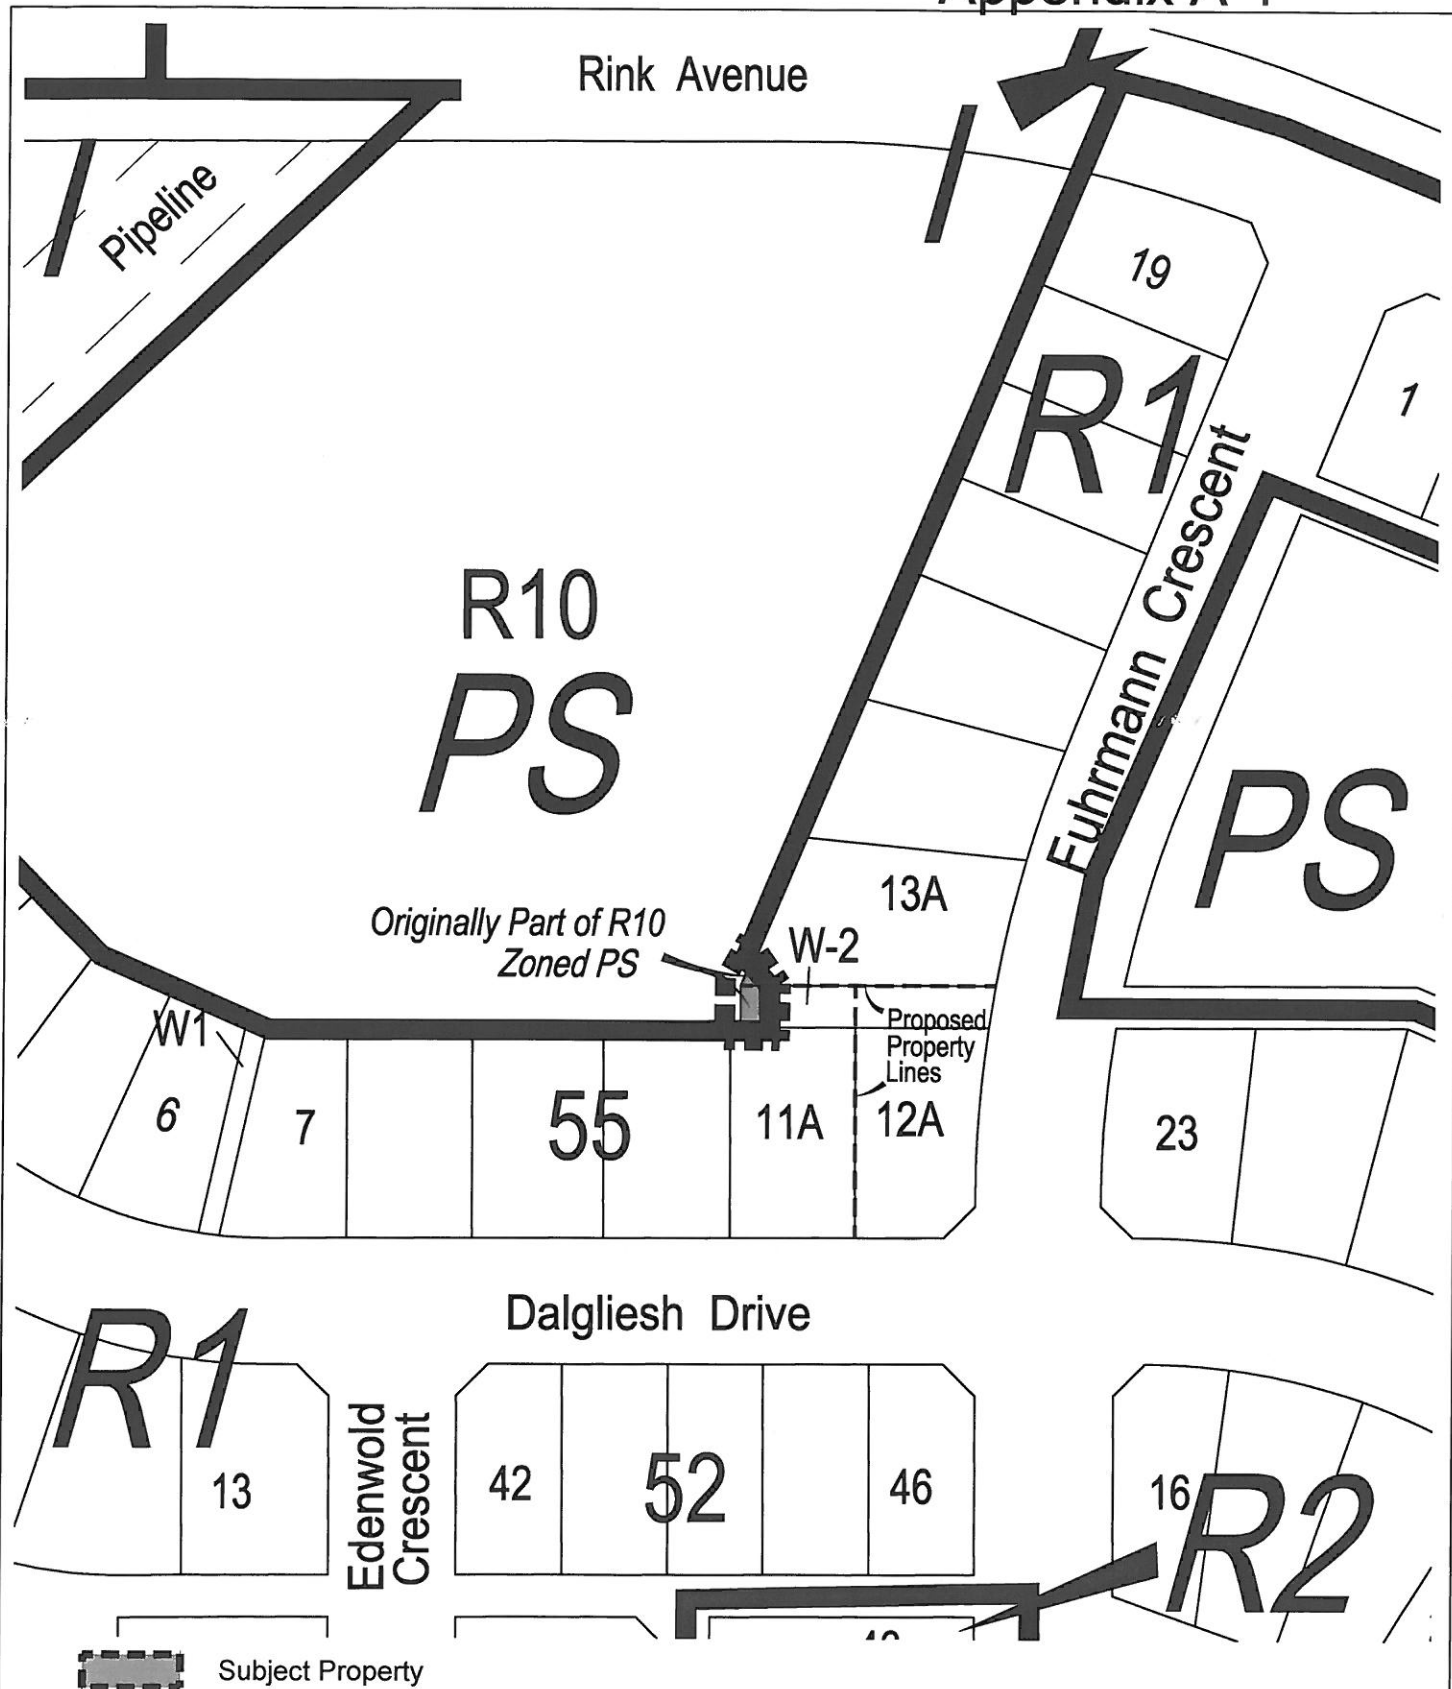 Rink Avenue
Pipeline
19
R1
1
Fuhrmann Crescent
R10
PS
PS
13A
Originally Part of R10
Zoned PS
W-2
Proposed
Property
Lines
W1
6
7
55
11A
12A
23
Dalgliesh Drive
R1
13
Edenwold
Crescent
42
52
46
16
R2
Subject Property